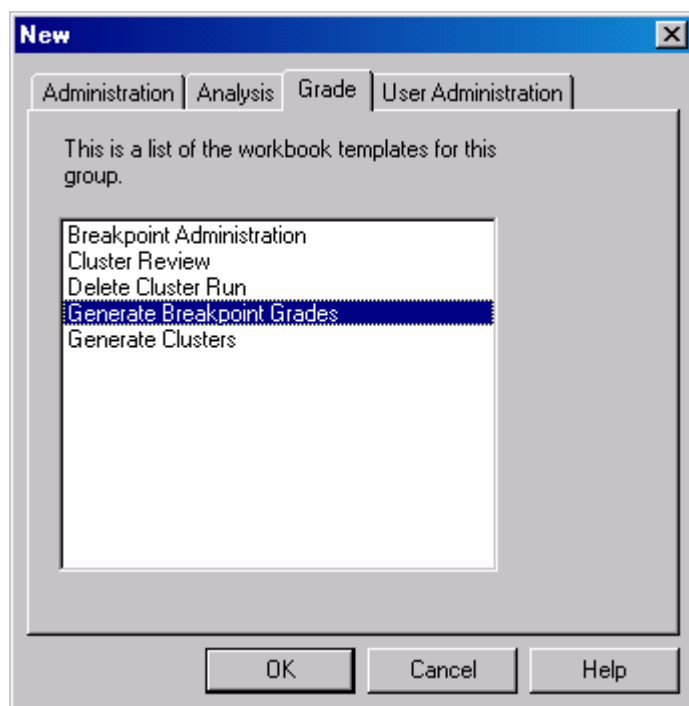 New
Administration
Analysis
Grade
User Administration
This is a list of the workbook templates for this
group.
Breakpoint Administration
Cluster Review
Delete Cluster Run
Generate Breakpoint Grades
Generate Clusters
OK
Cancel
Help